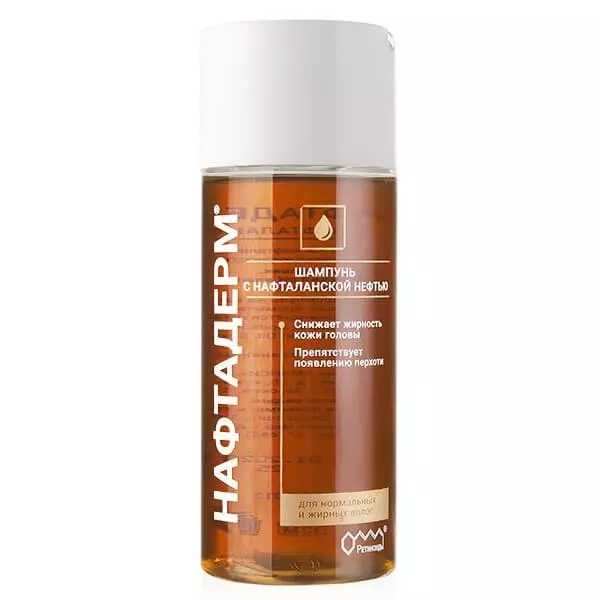 НАФТАДЕРМ®
ШАМПУНЬ
С НАФТАЛАНСКОЙ НЕФТЬЮ
Снижает жирность
кожи головы
Препятствует
появлению перхоти
для нормальных
и жирных волос
Ретиноиды®